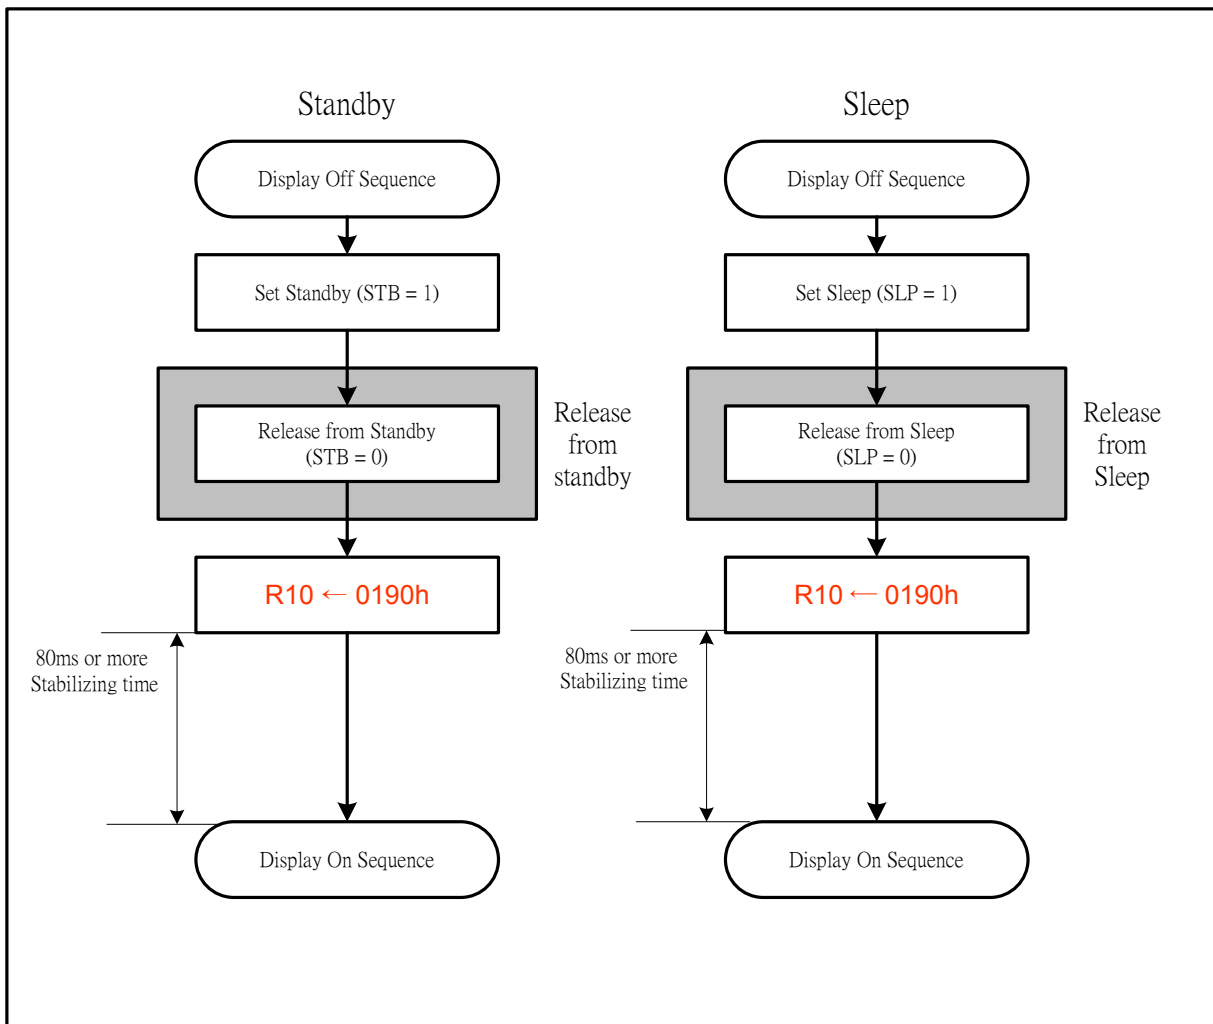 Standby
Display Off Sequence
Set Standby (STB = 1)
Release from Standby
(STB = 0)
Release
from
standby
R10 ← 0190h
80ms or more
Stabilizing time
Display On Sequence
Sleep
Display Off Sequence
Set Sleep (SLP = 1)
Release from Sleep
(SLP = 0)
Release
from
Sleep
R10 ← 0190h
80ms or more
Stabilizing time
Display On Sequence